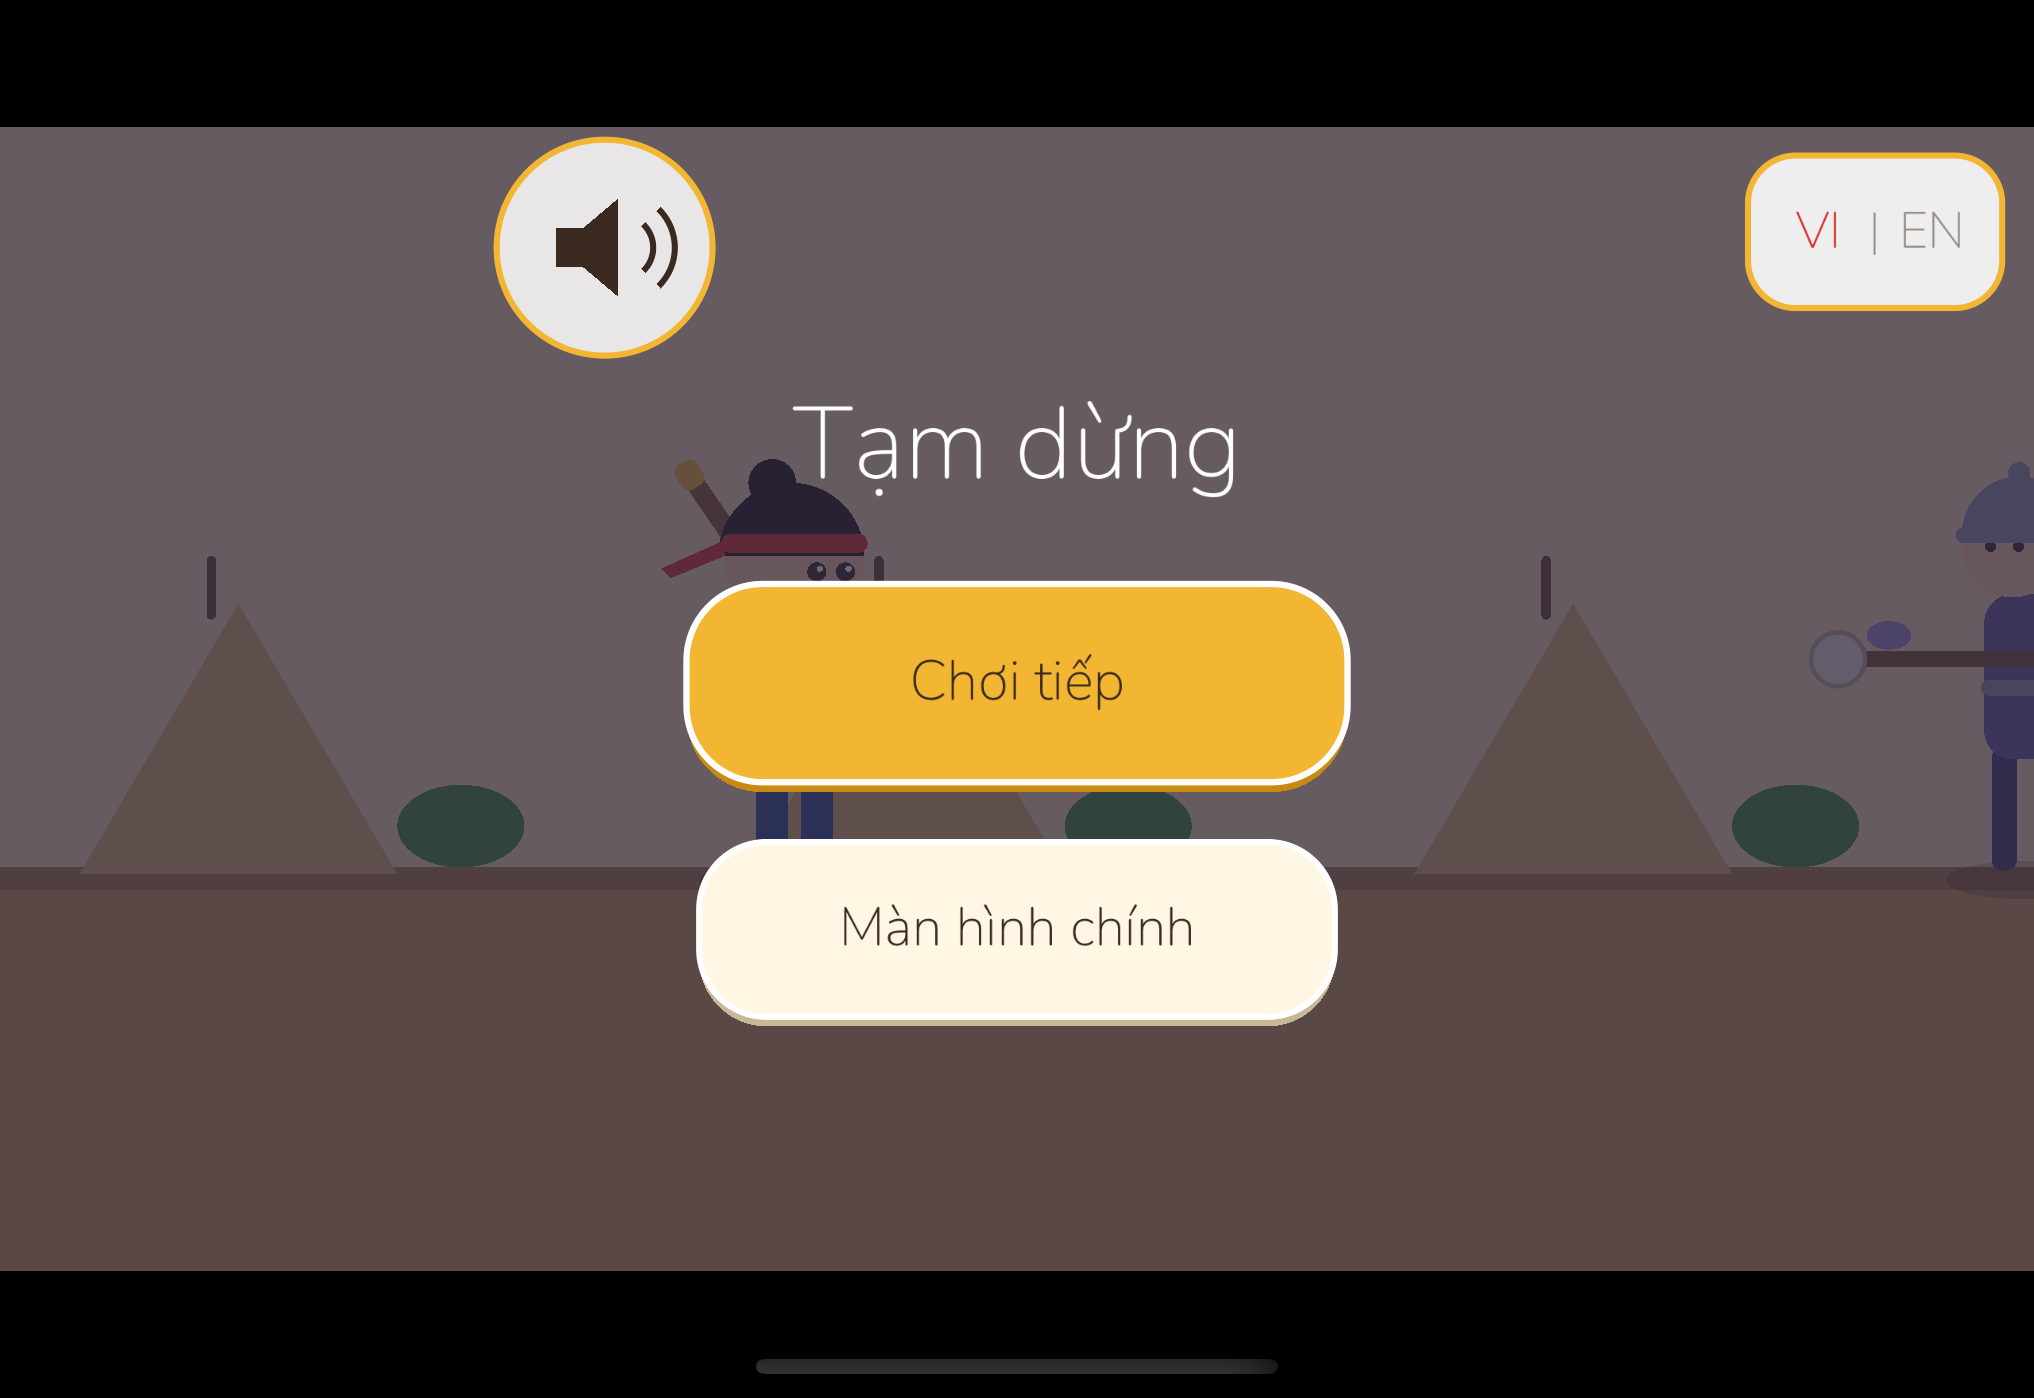 VI | EN
Tạm dừng
Chơi tiếp
Màn hình chính